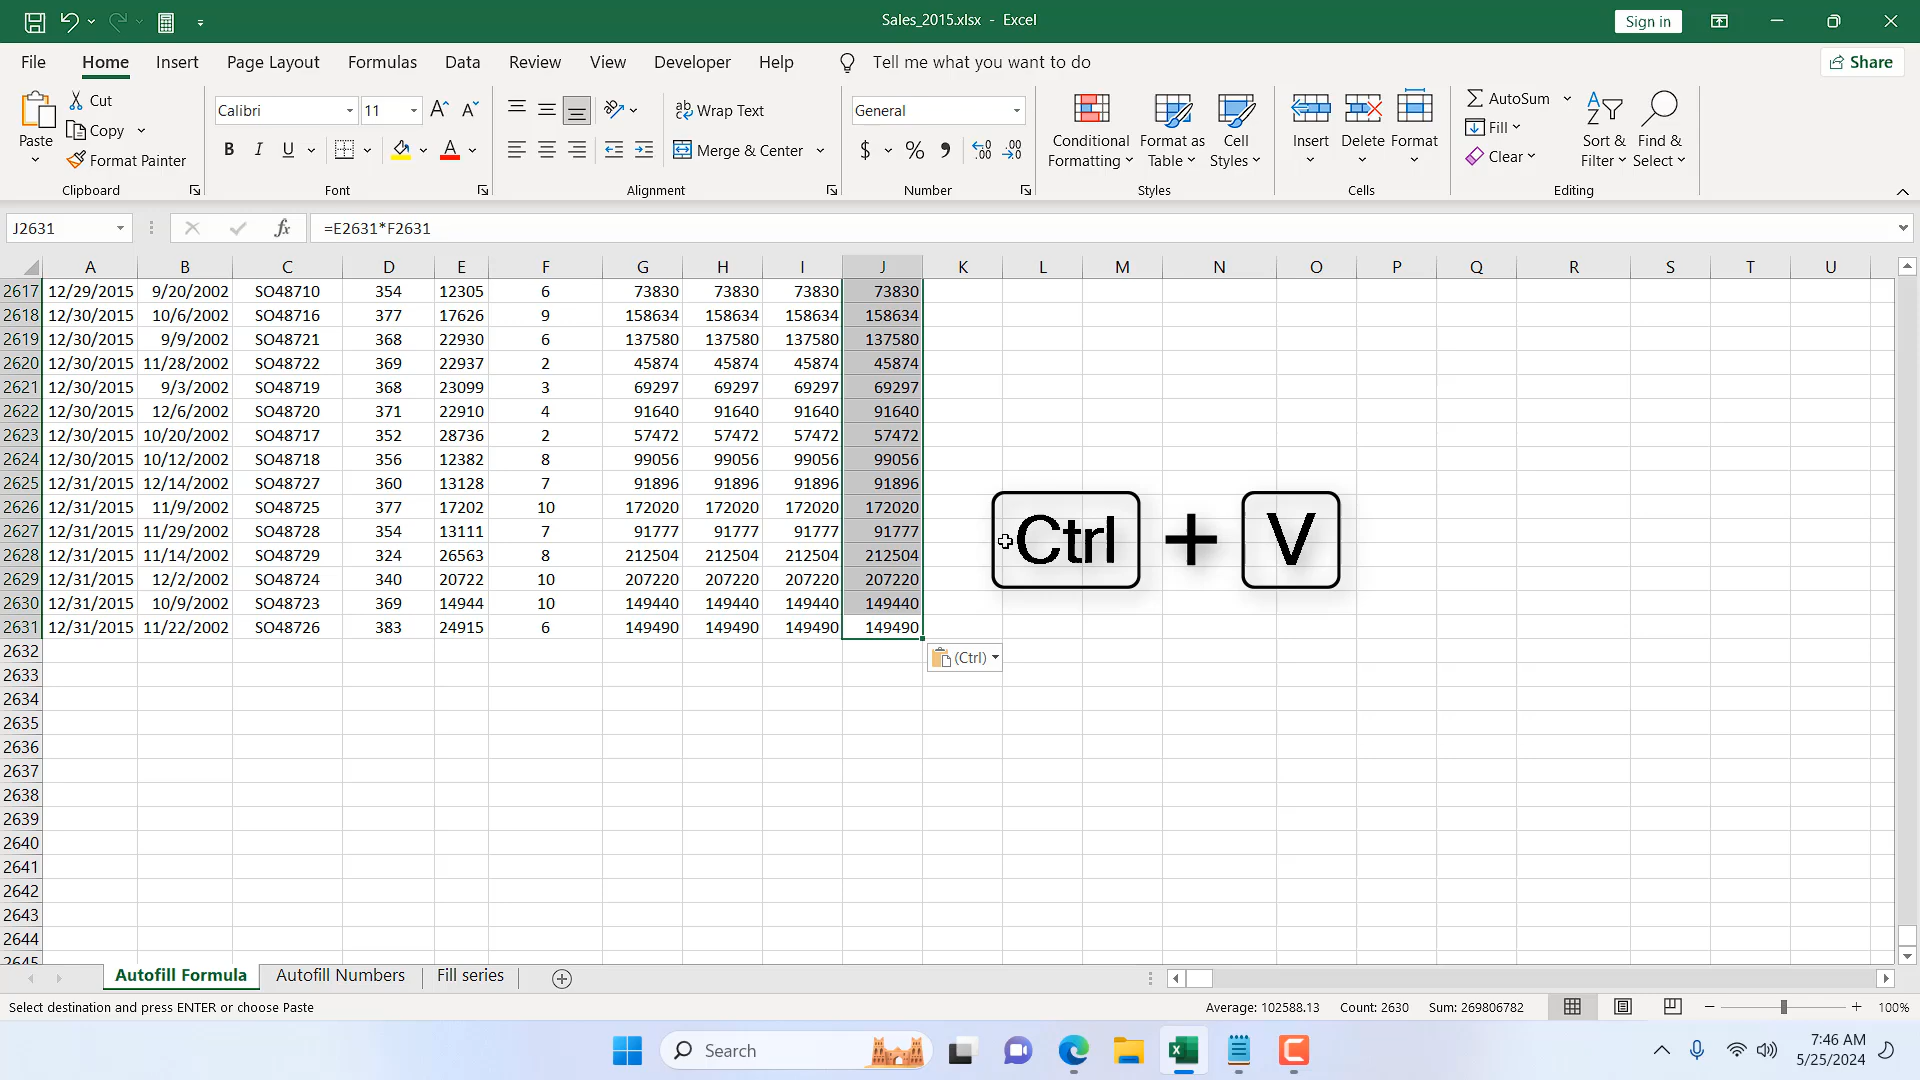 Sales_2015.xlsx - Excel
Sign in
File Home Insert Page Layout Formulas Data Review View Developer Help Tell me what you want to do Share
Paste Cut Copy Format Painter Clipboard
Calibri 11 B I U A Font
Wrap Text Merge & Center Alignment
General $ % Number
Conditional Formatting Format as Table Cell Styles Styles
Insert Delete Format Cells
AutoSum Fill Clear Sort & Filter Find & Select Editing
J2631 fx =E2631*F2631
A B C D E F G H I J K L M N O P Q R S T U
2617 12/29/2015 9/20/2002 SO48710 354 12305 6 73830 73830 73830 73830
2618 12/30/2015 10/6/2002 SO48716 377 17626 9 158634 158634 158634 158634
2619 12/30/2015 9/9/2002 SO48721 368 22930 6 137580 137580 137580 137580
2620 12/30/2015 11/28/2002 SO48722 369 22937 2 45874 45874 45874 45874
2621 12/30/2015 9/3/2002 SO48719 368 23099 3 69297 69297 69297 69297
2622 12/30/2015 12/6/2002 SO48720 371 22910 4 91640 91640 91640 91640
2623 12/30/2015 10/20/2002 SO48717 352 28736 2 57472 57472 57472 57472
2624 12/30/2015 10/12/2002 SO48718 356 12382 8 99056 99056 99056 99056
2625 12/31/2015 12/14/2002 SO48727 360 13128 7 91896 91896 91896 91896
2626 12/31/2015 11/9/2002 SO48725 377 17202 10 172020 172020 172020 172020
2627 12/31/2015 11/29/2002 SO48728 354 13111 7 91777 91777 91777 91777
2628 12/31/2015 11/14/2002 SO48729 324 26563 8 212504 212504 212504 212504
2629 12/31/2015 12/2/2002 SO48724 340 20722 10 207220 207220 207220 207220
2630 12/31/2015 10/9/2002 SO48723 369 14944 10 149440 149440 149440 149440
2631 12/31/2015 11/22/2002 SO48726 383 24915 6 149490 149490 149490 149490
Ctrl + V
2632
(Ctrl)
2633
2634
2635
2636
2637
2638
2639
2640
2641
2642
2643
2644
2645
Autofill Formula Autofill Numbers Fill series
Select destination and press ENTER or choose Paste Average: 102588.13 Count: 2630 Sum: 269806782 100%
Search
7:46 AM
5/25/2024